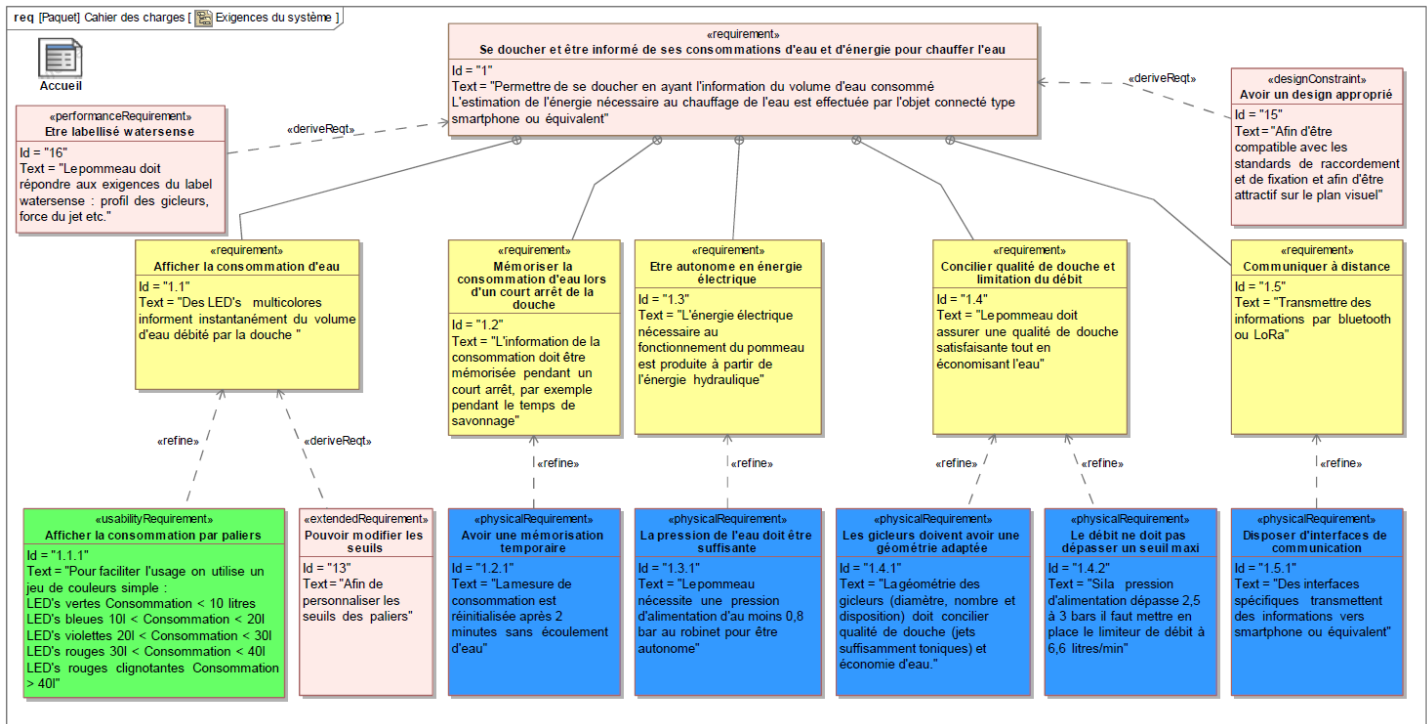 req [Paquet] Cahier des charges [ Exigences du système ]
Accueil
«requirement»
Se doucher et être informé de ses consommations d'eau et d'énergie pour chauffer l'eau
Id = "1"
Text = "Permettre de se doucher en ayant l'information du volume d'eau consommé
L'estimation de l'énergie nécessaire au chauffage de l'eau est effectuée par l'objet connecté type
smartphone ou équivalent"
«deriveReqt»
«designConstraint»
Avoir un design approprié
Id = "15"
Text = "Afin d'être
compatible avec les
standards de raccordement
et de fixation et afin d'être
attractif sur le plan visuel"
«performanceRequirement»
Etre labellisé watersense
Id = "16"
Text = "Le pommeau doit
répondre aux exigences du label
watersense : profil des gicleurs,
force du jet etc."
«deriveReqt»
«requirement»
Afficher la consommation d'eau
Id = "1.1"
Text = "Des LED's multicolores
informent instantanément du volume
d'eau débité par la douche "
«requirement»
Mémoriser la
consommation d'eau lors
d'un court arrêt de la
douche
Id = "1.2"
Text = "L'information de la
consommation doit être
mémorisée pendant un
court arrêt, par exemple
pendant le temps de
savonnage"
«requirement»
Etre autonome en énergie
électrique
Id = "1.3"
Text = "L'énergie électrique
nécessaire au
fonctionnement du pommeau
est produite à partir de
l'énergie hydraulique"
«requirement»
Concilier qualité de douche et
limitation du débit
Id = "1.4"
Text = "Le pommeau doit
assurer une qualité de douche
satisfaisante tout en
économisant l'eau"
«requirement»
Communiquer à distance
Id = "1.5"
Text = "Transmettre des
informations par bluetooth
ou LoRa"
«refine»
«deriveReqt»
«refine»
«refine»
«refine»
«refine»
«refine»
«usabilityRequirement»
Afficher la consommation par paliers
Id = "1.1.1"
Text = "Pour faciliter l'usage on utilise un
jeu de couleurs simple :
LED's vertes Consommation < 10 litres
LED's bleues 10l < Consommation < 20l
LED's violettes 20l < Consommation < 30l
LED's rouges 30l < Consommation < 40l
LED's rouges clignotantes Consommation
> 40l"
«extendedRequirement»
Pouvoir modifier les
seuils
Id = "13"
Text = "Afin de
personnaliser les
seuils des paliers"
«physicalRequirement»
Avoir une mémorisation
temporaire
Id = "1.2.1"
Text = "La mesure de
consommation est
réinitialisée après 2
minutes sans écoulement
d'eau"
«physicalRequirement»
La pression de l'eau doit être
suffisante
Id = "1.3.1"
Text = "Le pommeau
nécessite une pression
d'alimentation d'au moins 0,8
bar au robinet pour être
autonome"
«physicalRequirement»
Les gicleurs doivent avoir une
géométrie adaptée
Id = "1.4.1"
Text = "La géométrie des
gicleurs (diamètre, nombre et
disposition) doit concilier
qualité de douche (jets
suffisamment toniques) et
économie d'eau."
«physicalRequirement»
Le débit ne doit pas
dépasser un seuil maxi
Id = "1.4.2"
Text = "Si la pression
d'alimentation dépasse 2,5
à 3 bars il faut mettre en
place le limiteur de débit à
6,6 litres/min"
«physicalRequirement»
Disposer d'interfaces de
communication
Id = "1.5.1"
Text = "Des interfaces
spécifiques transmettent
des informations vers
smartphone ou équivalent"